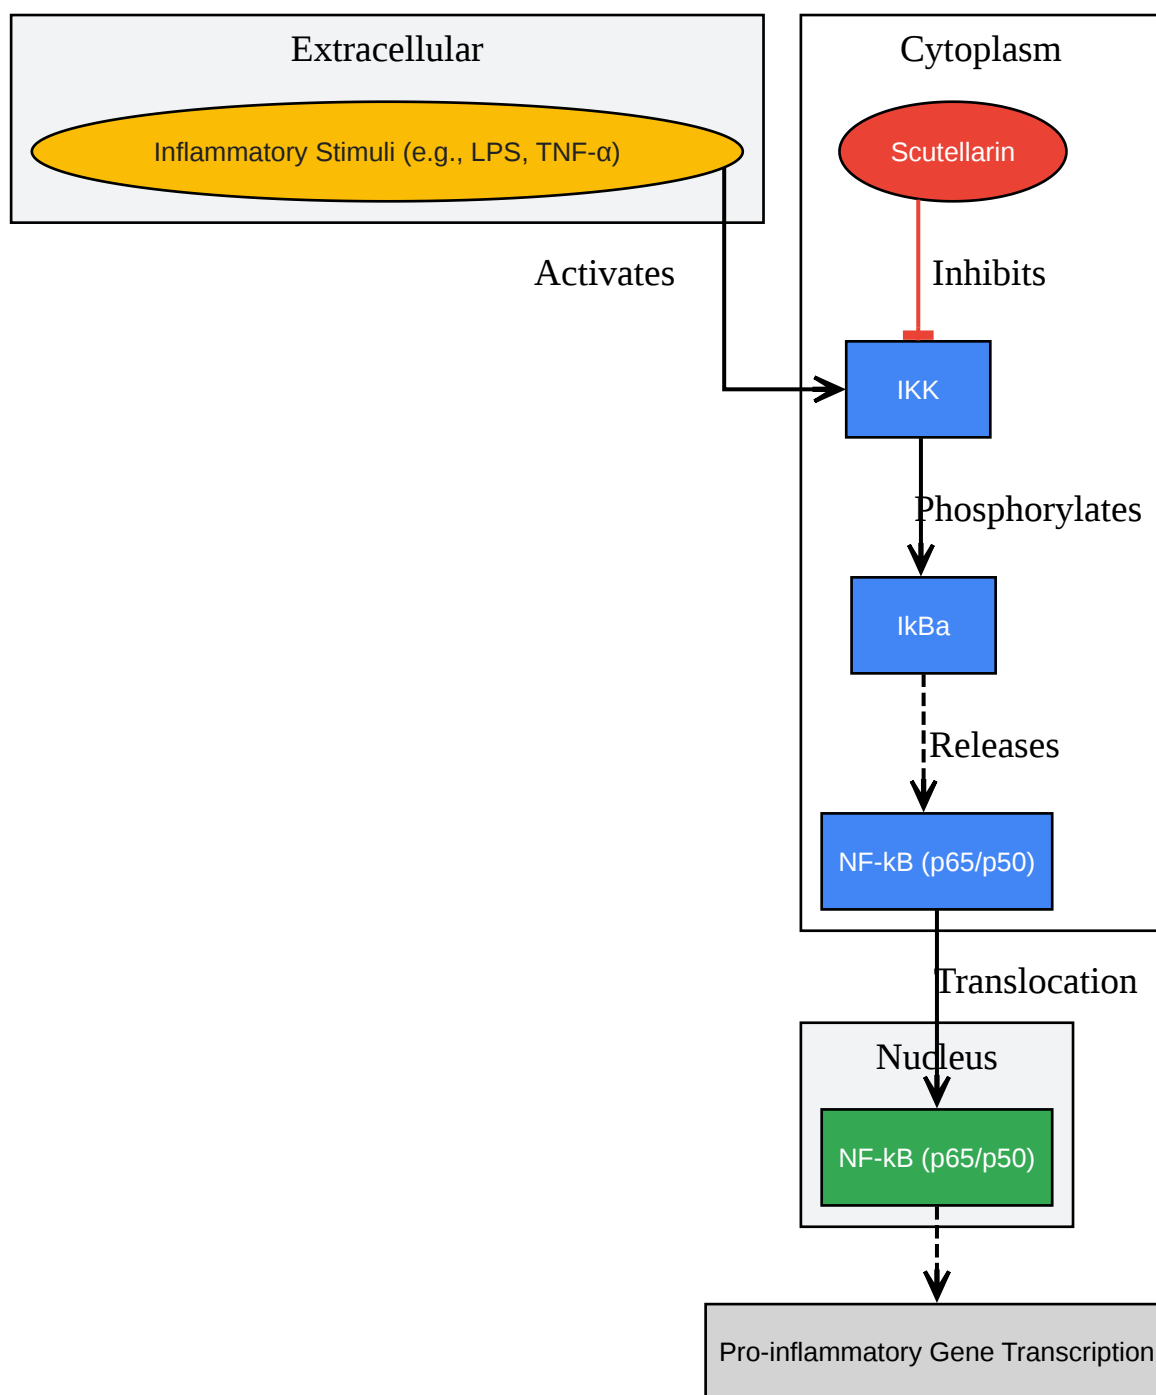 Extracellular
Cytoplasm
Inflammatory Stimuli (e.g., LPS, TNF-α)
Scutellarin
Activates
Inhibits
IKK
Phosphorylates
IkBa
Releases
NF-kB (p65/p50)
Translocation
Nucleus
NF-kB (p65/p50)
Pro-inflammatory Gene Transcription